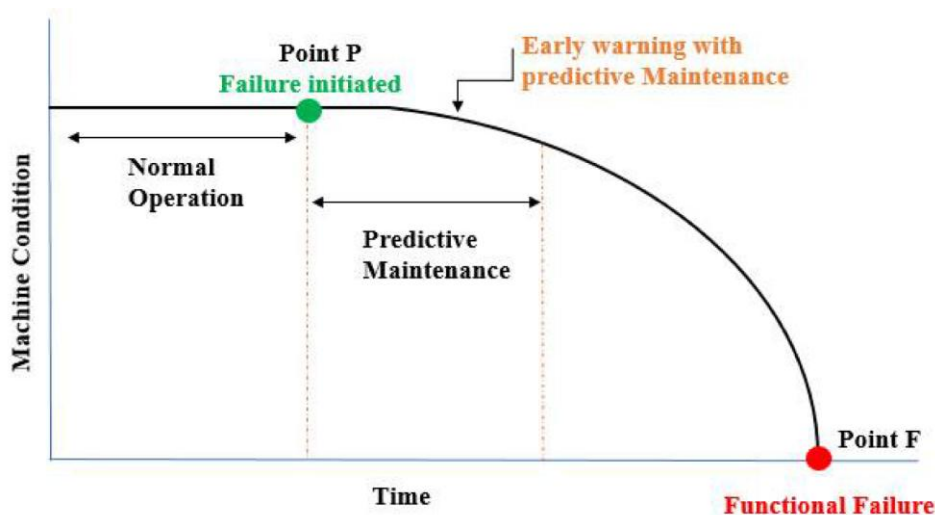 Point P
Failure initiated
Early warning with
predictive Maintenance
Normal
Operation
Predictive
Maintenance
Machine Condition
Point F
Time
Functional Failure